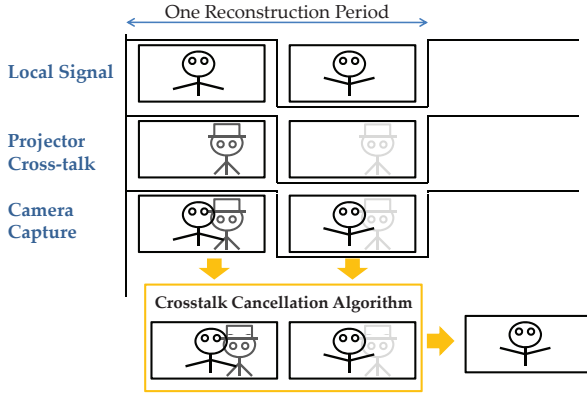 One Reconstruction Period
Local Signal
Projector
Cross-talk
Camera
Capture
Crosstalk Cancellation Algorithm